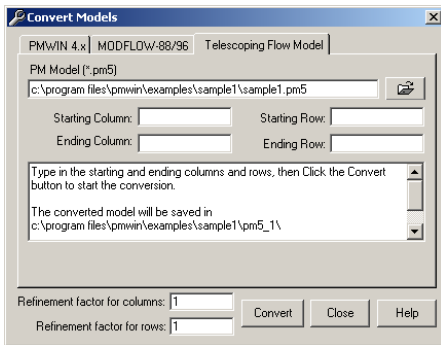 Convert Models
PMWIN 4.x MODFLOW-88/96 Telescoping Flow Model
PM Model (*.pm5)
c:\program files\pmwin\examples\sample1\sample1.pm5
Starting Column: Starting Row:
Ending Column: Ending Row:
Type in the starting and ending columns and rows, then Click the Convert
button to start the conversion.
The converted model will be saved in
c:\program files\pmwin\examples\sample1\pm5_1\
Refinement factor for columns: 1
Refinement factor for rows: 1
Convert Close Help